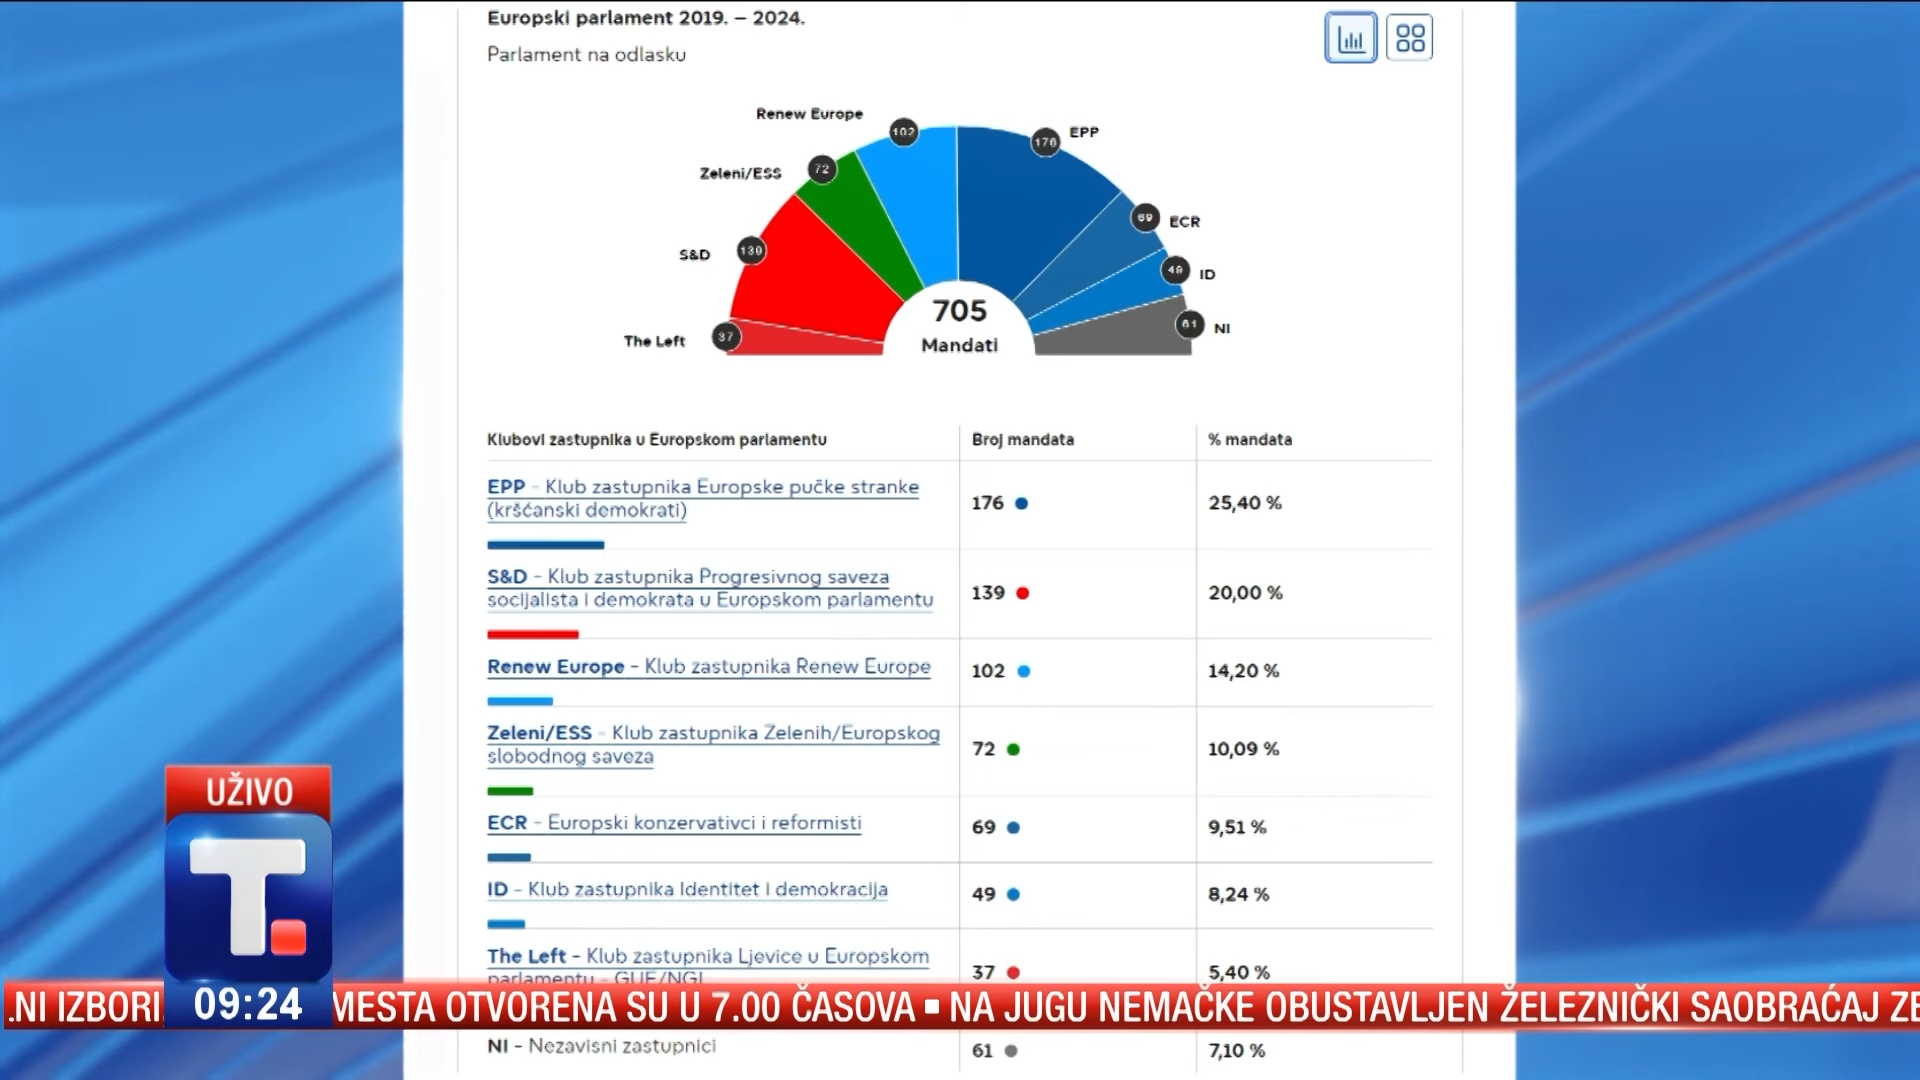 Europski parlament 2019. – 2024.
Parlament na odlasku
Renew Europe
102
176
EPP
Zeleni/ESS
72
69
ECR
S&D
139
49
ID
705
Mandati
The Left
37
61
NI
Klubovi zastupnika u Europskom parlamentu
Broj mandata
% mandata
EPP – Klub zastupnika Europske pučke stranke
(kršćanski demokrati)
176
25,40 %
S&D – Klub zastupnika Progresivnog saveza
socijalista i demokrata u Europskom parlamentu
139
20,00 %
Renew Europe – Klub zastupnika Renew Europe
102
14,20 %
Zeleni/ESS – Klub zastupnika Zelenih/Europskog
slobodnog saveza
72
10,09 %
ECR – Europski konzervativci i reformisti
69
9,51 %
ID – Klub zastupnika Identitet i demokracija
49
8,24 %
The Left – Klub zastupnika Ljevice u Europskom
parlamentu – GUE/NGL
37
5,40 %
NI – Nezavisni zastupnici
61
7,10 %
UŽIVO
T.
09:24
.NI IZBORI. MESTA OTVORENA SU U 7.00 ČASOVA ▪ NA JUGU NEMAČKE OBUSTAVLJEN ŽELEZNIČKI SAOBRAĆAJ